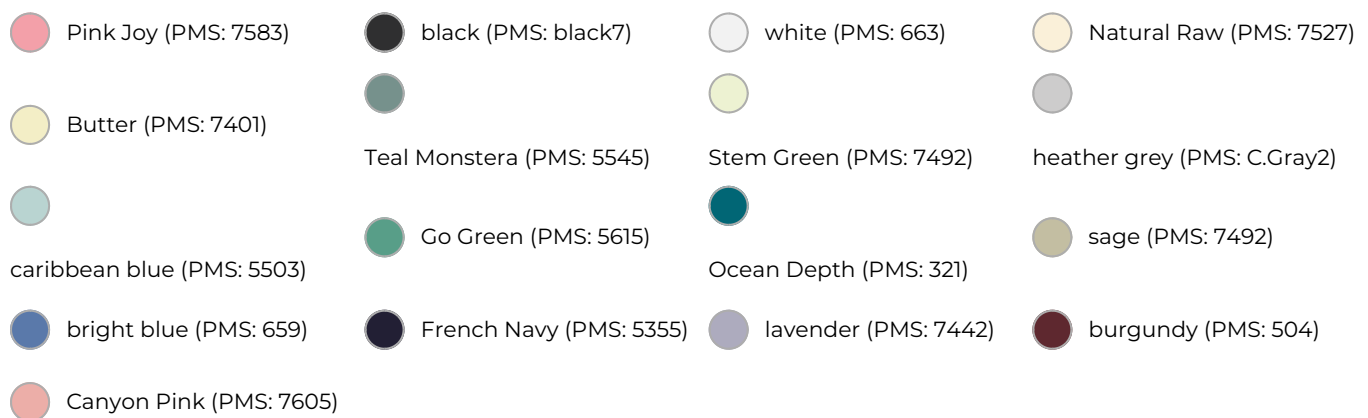 Pink Joy (PMS: 7583)
black (PMS: black7)
white (PMS: 663)
Natural Raw (PMS: 7527)
Butter (PMS: 7401)
Teal Monstera (PMS: 5545)
Stem Green (PMS: 7492)
heather grey (PMS: C.Gray2)
caribbean blue (PMS: 5503)
Go Green (PMS: 5615)
Ocean Depth (PMS: 321)
sage (PMS: 7492)
bright blue (PMS: 659)
French Navy (PMS: 5355)
lavender (PMS: 7442)
burgundy (PMS: 504)
Canyon Pink (PMS: 7605)